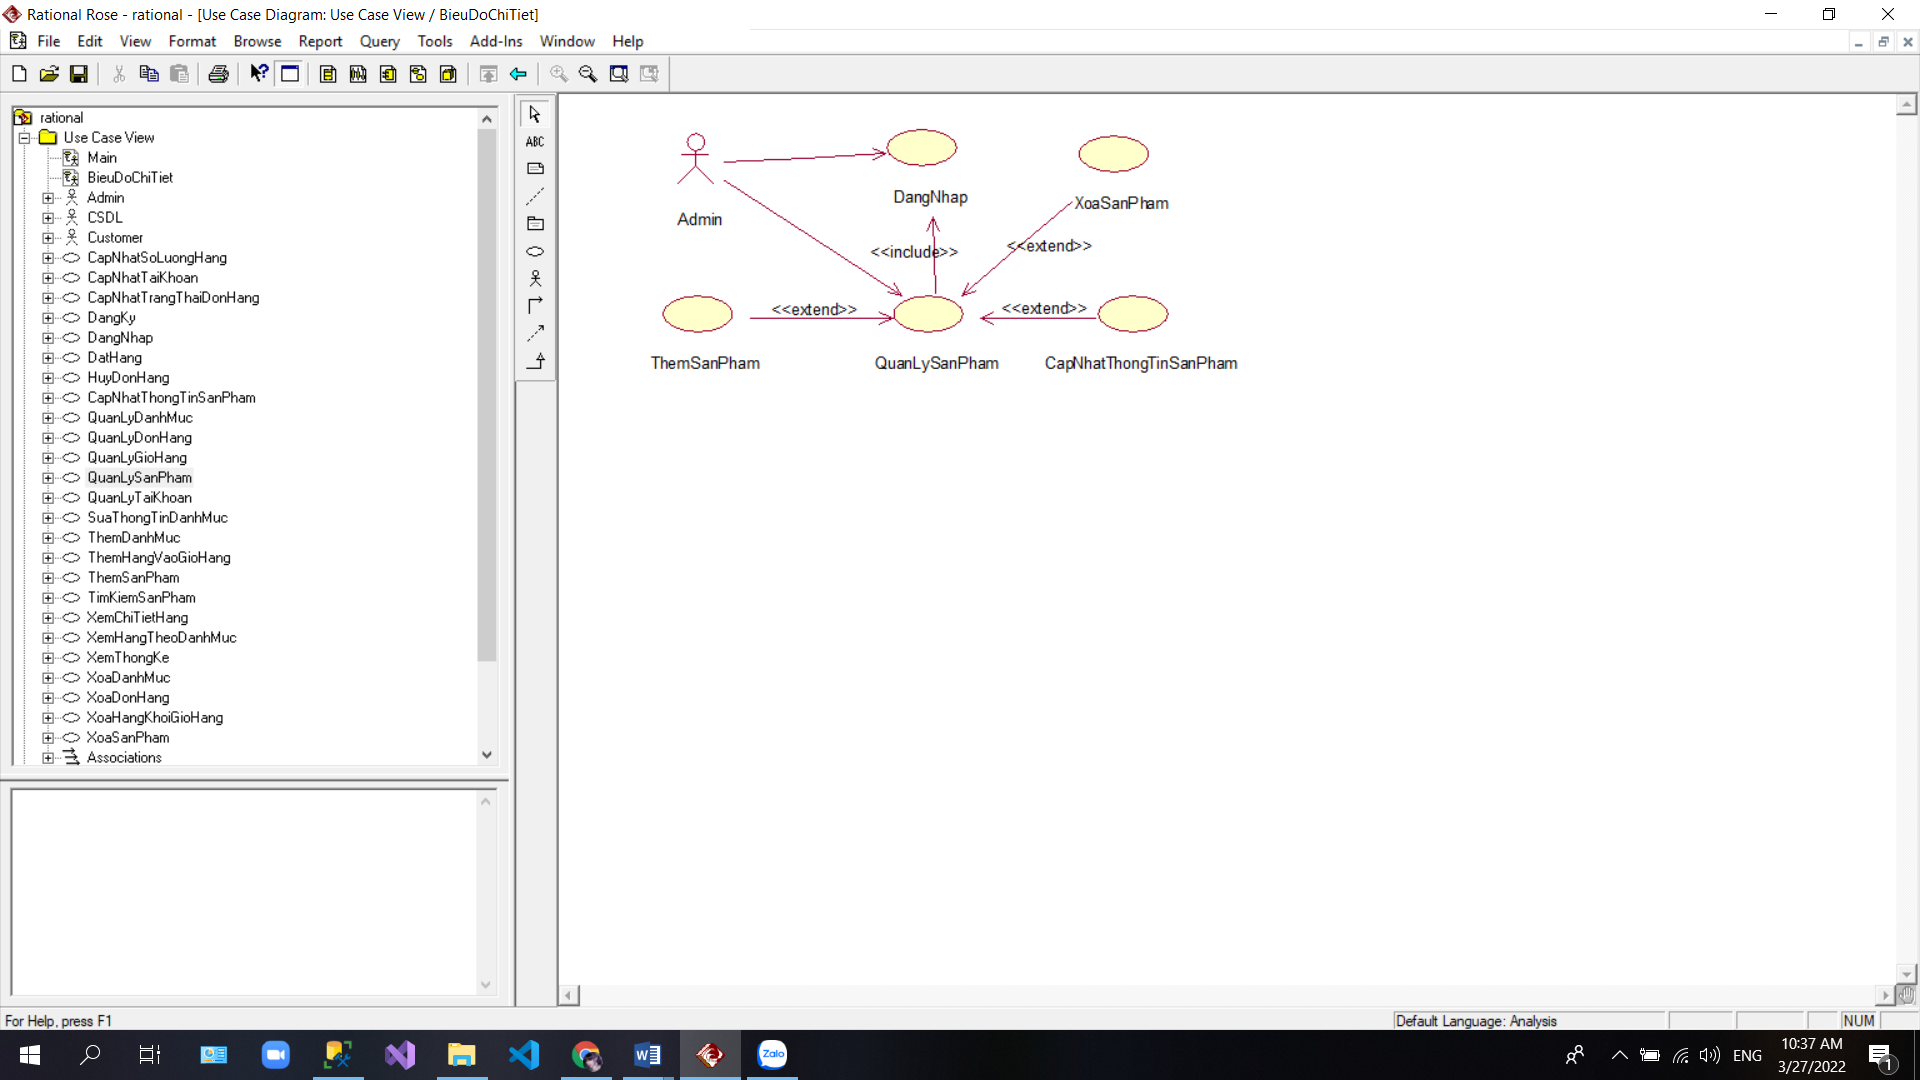 Rational Rose - rational - [Use Case Diagram: Use Case View / BieuDoChiTiet]
File Edit View Format Browse Report Query Tools Add-Ins Window Help
ABC
rational
Use Case View
Main
BieuDoChiTiet
Admin
CSDL
Customer
CapNhatSoLuongHang
CapNhatTaiKhoan
CapNhatTrangThaiDonHang
DangKy
DangNhap
DatHang
HuyDonHang
CapNhatThongTinSanPham
QuanLyDanhMuc
QuanLyDonHang
QuanLyGioHang
QuanLySanPham
QuanLyTaiKhoan
SuaThongTinDanhMuc
ThemDanhMuc
ThemHangVaoGioHang
ThemSanPham
TimKiemSanPham
XemChiTietHang
XemHangTheoDanhMuc
XemThongKe
XoaDanhMuc
XoaDonHang
XoaHangKhoiGioHang
XoaSanPham
Associations
DangNhap
XoaSanPham
Admin
<<include>>
<<extend>>
<<extend>>
<<extend>>
ThemSanPham
QuanLySanPham
CapNhatThongTinSanPham
For Help, press F1
Default Language: Analysis
NUM
Zalo
ENG
10:37 AM
3/27/2022
1